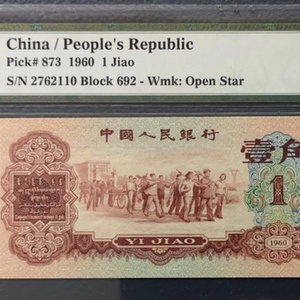 China / People's Republic
Pick# 873 1960 1 Jiao
S/N 2762110 Block 692 - Wmk: Open Star
中國人民銀行
壹角
1
YI JIAO
1960